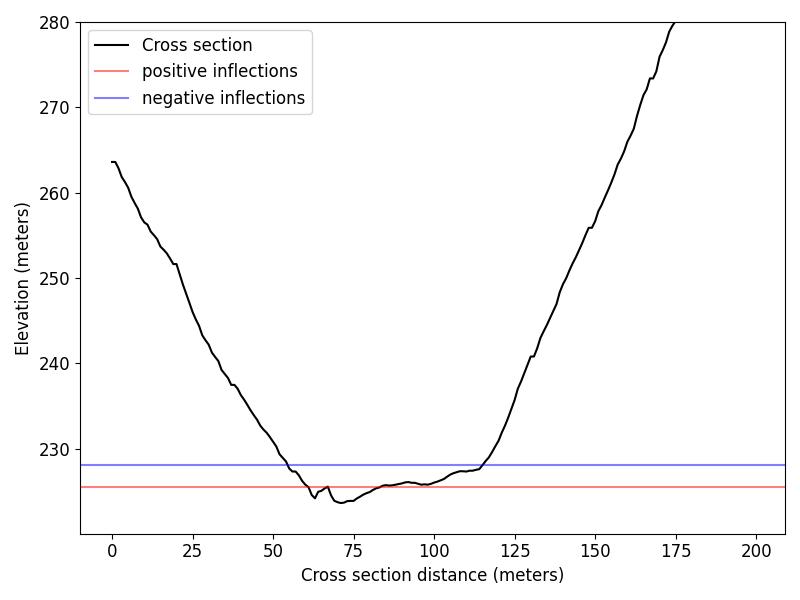 280
270
260
250
240
230
Elevation (meters)
Cross section
positive inflections
negative inflections
0 25 50 75 100 125 150 175 200
Cross section distance (meters)